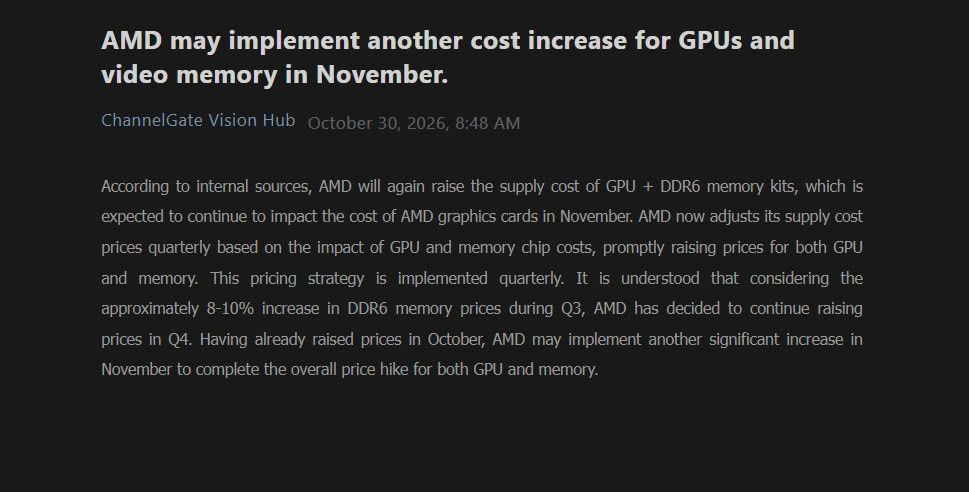 AMD may implement another cost increase for GPUs and
video memory in November.
ChannelGate Vision Hub October 30, 2026, 8:48 AM
According to internal sources, AMD will again raise the supply cost of GPU + DDR6 memory kits, which is
expected to continue to impact the cost of AMD graphics cards in November. AMD now adjusts its supply cost
prices quarterly based on the impact of GPU and memory chip costs, promptly raising prices for both GPU
and memory. This pricing strategy is implemented quarterly. It is understood that considering the
approximately 8-10% increase in DDR6 memory prices during Q3, AMD has decided to continue raising
prices in Q4. Having already raised prices in October, AMD may implement another significant increase in
November to complete the overall price hike for both GPU and memory.